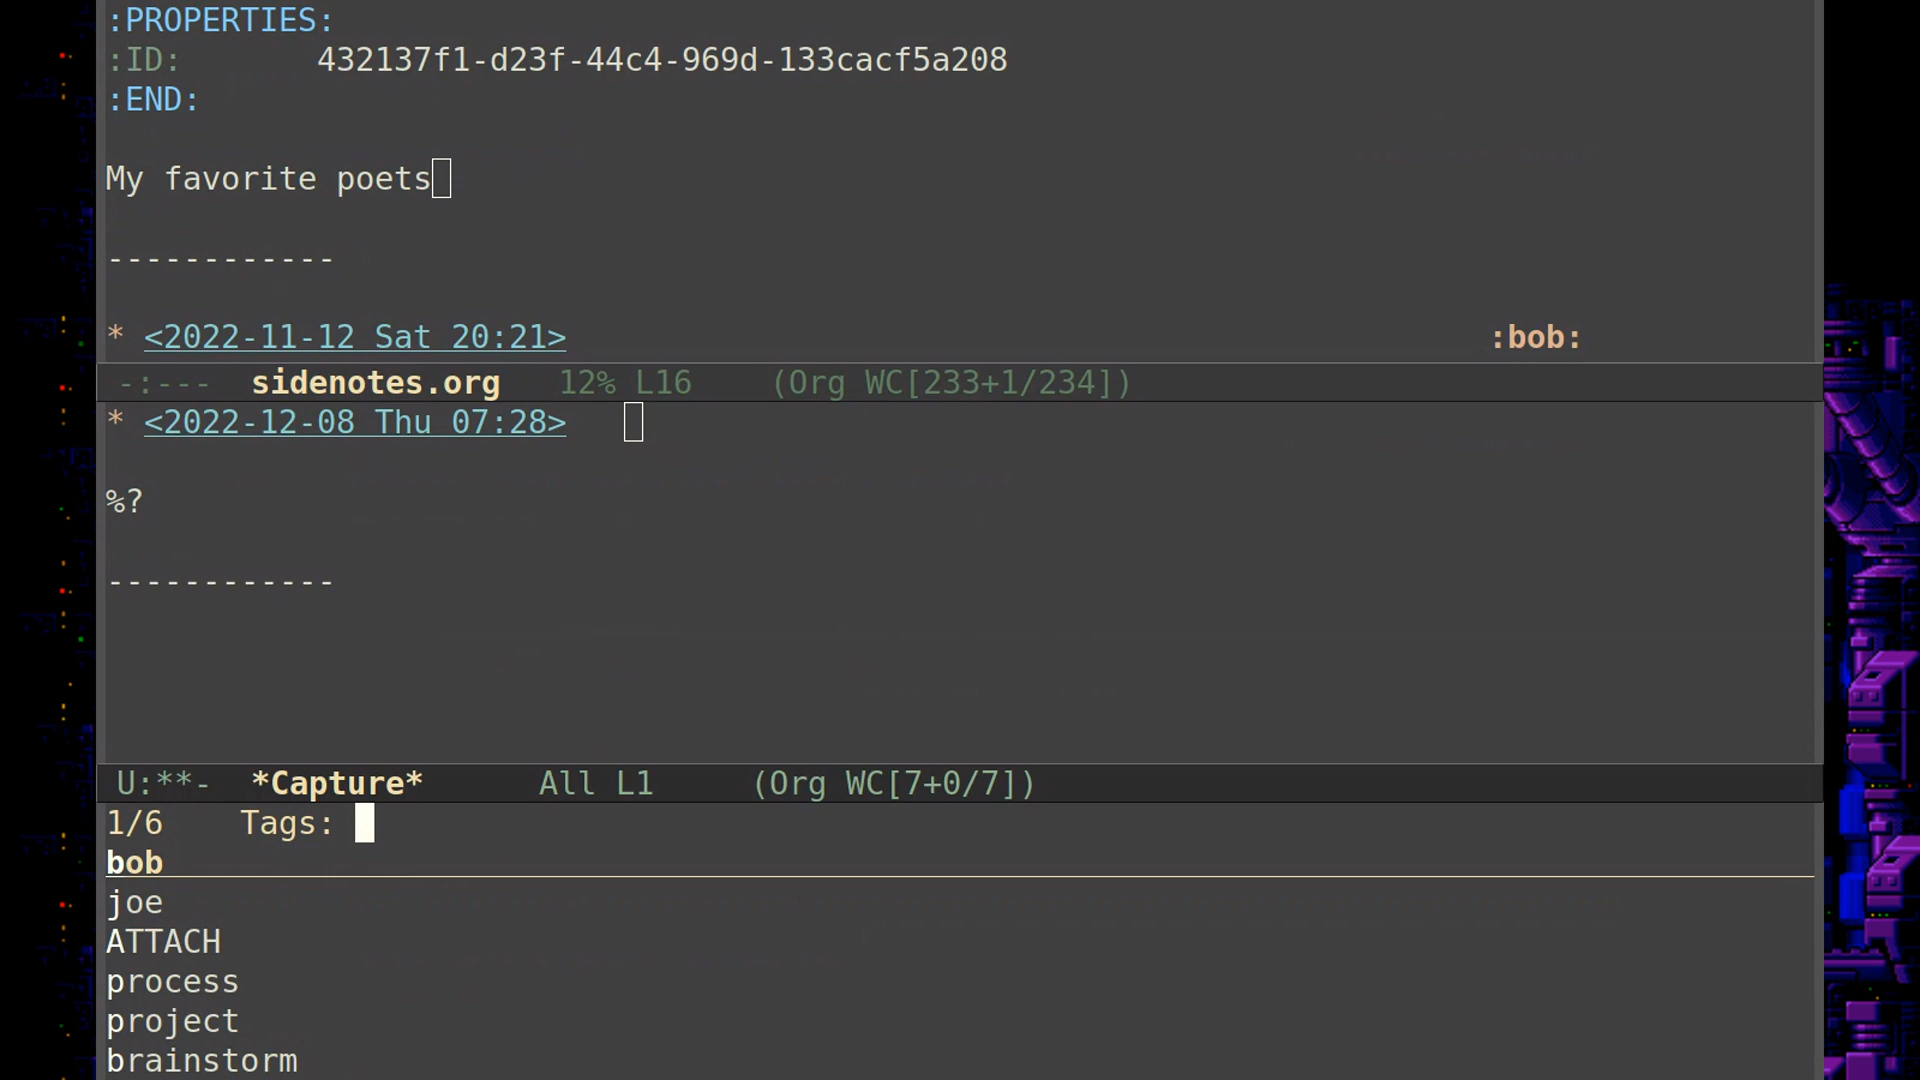 :PROPERTIES:
:ID:       432137f1-d23f-44c4-969d-133cacf5a208
:END:
My favorite poets
------------
* <2022-11-12 Sat 20:21> :bob:
-:--- sidenotes.org 12% L16 (Org WC[233+1/234])
* <2022-12-08 Thu 07:28>
%?
------------
U:**- *Capture* All L1 (Org WC[7+0/7])
1/6 Tags:
bob
joe
ATTACH
process
project
brainstorm